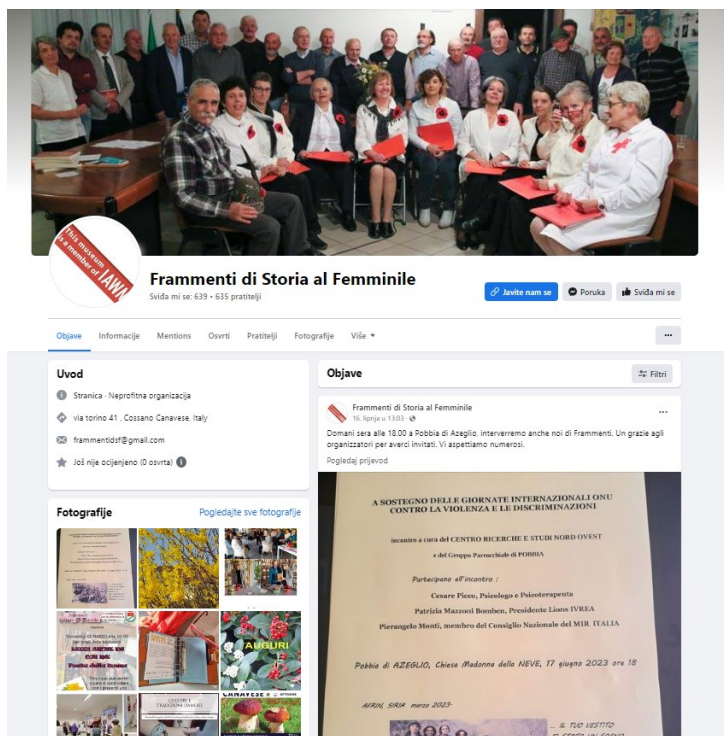 This museum
is a member of IAWM
Frammenti di Storia al Femminile
Sviđa mi se: 639 • 635 pratitelji
Javite nam se
Poruka
Sviđa mi se
Objave
Informacije
Mentions
Osvrti
Pratitelji
Fotografije
Više
Uvod
Stranica · Neprofitna organizacija
via torino 41 , Cossano Canavese, Italy
frammentidsf@gmail.com
Još nije ocijenjeno (0 osvrta)
Fotografije
Pogledajte sve fotografije
AUGURI
CULTURE E
TRADIZIONI
CANAVESE
Objave
Filtri
Frammenti di Storia al Femminile
16. lipnja u 13:03 ·
Domani sera alle 18.00 a Pobbia di Azeglio, interverremo anche noi di Frammenti. Un grazie agli
organizzatori per averci invitati. Vi aspettiamo numerosi.
Pogledaj prijevod
A SOSTEGNO DELLE GIORNATE INTERNAZIONALI ONU
CONTRO LA VIOLENZA E LE DISCRIMINAZIONI
incontro a cura del CENTRO RICERCHE E STUDI NORD OVEST
e del Gruppo Parrocchiale di POBBIA
Partecipano all'incontro :
Cesare Picco, Psicologo e Psicoterapeuta
Patrizia Mazzoni Bomben, Presidente Lions IVREA
Pierangelo Monti, membro del Consiglio Nazionale del MIR ITALIA
Pobbia di AZEGLIO, Chiesa Madonna della NEVE, 17 giugno 2023 ore 18
AFRIN, SIRIA marzo 2023-
... IL TUO VESTITO